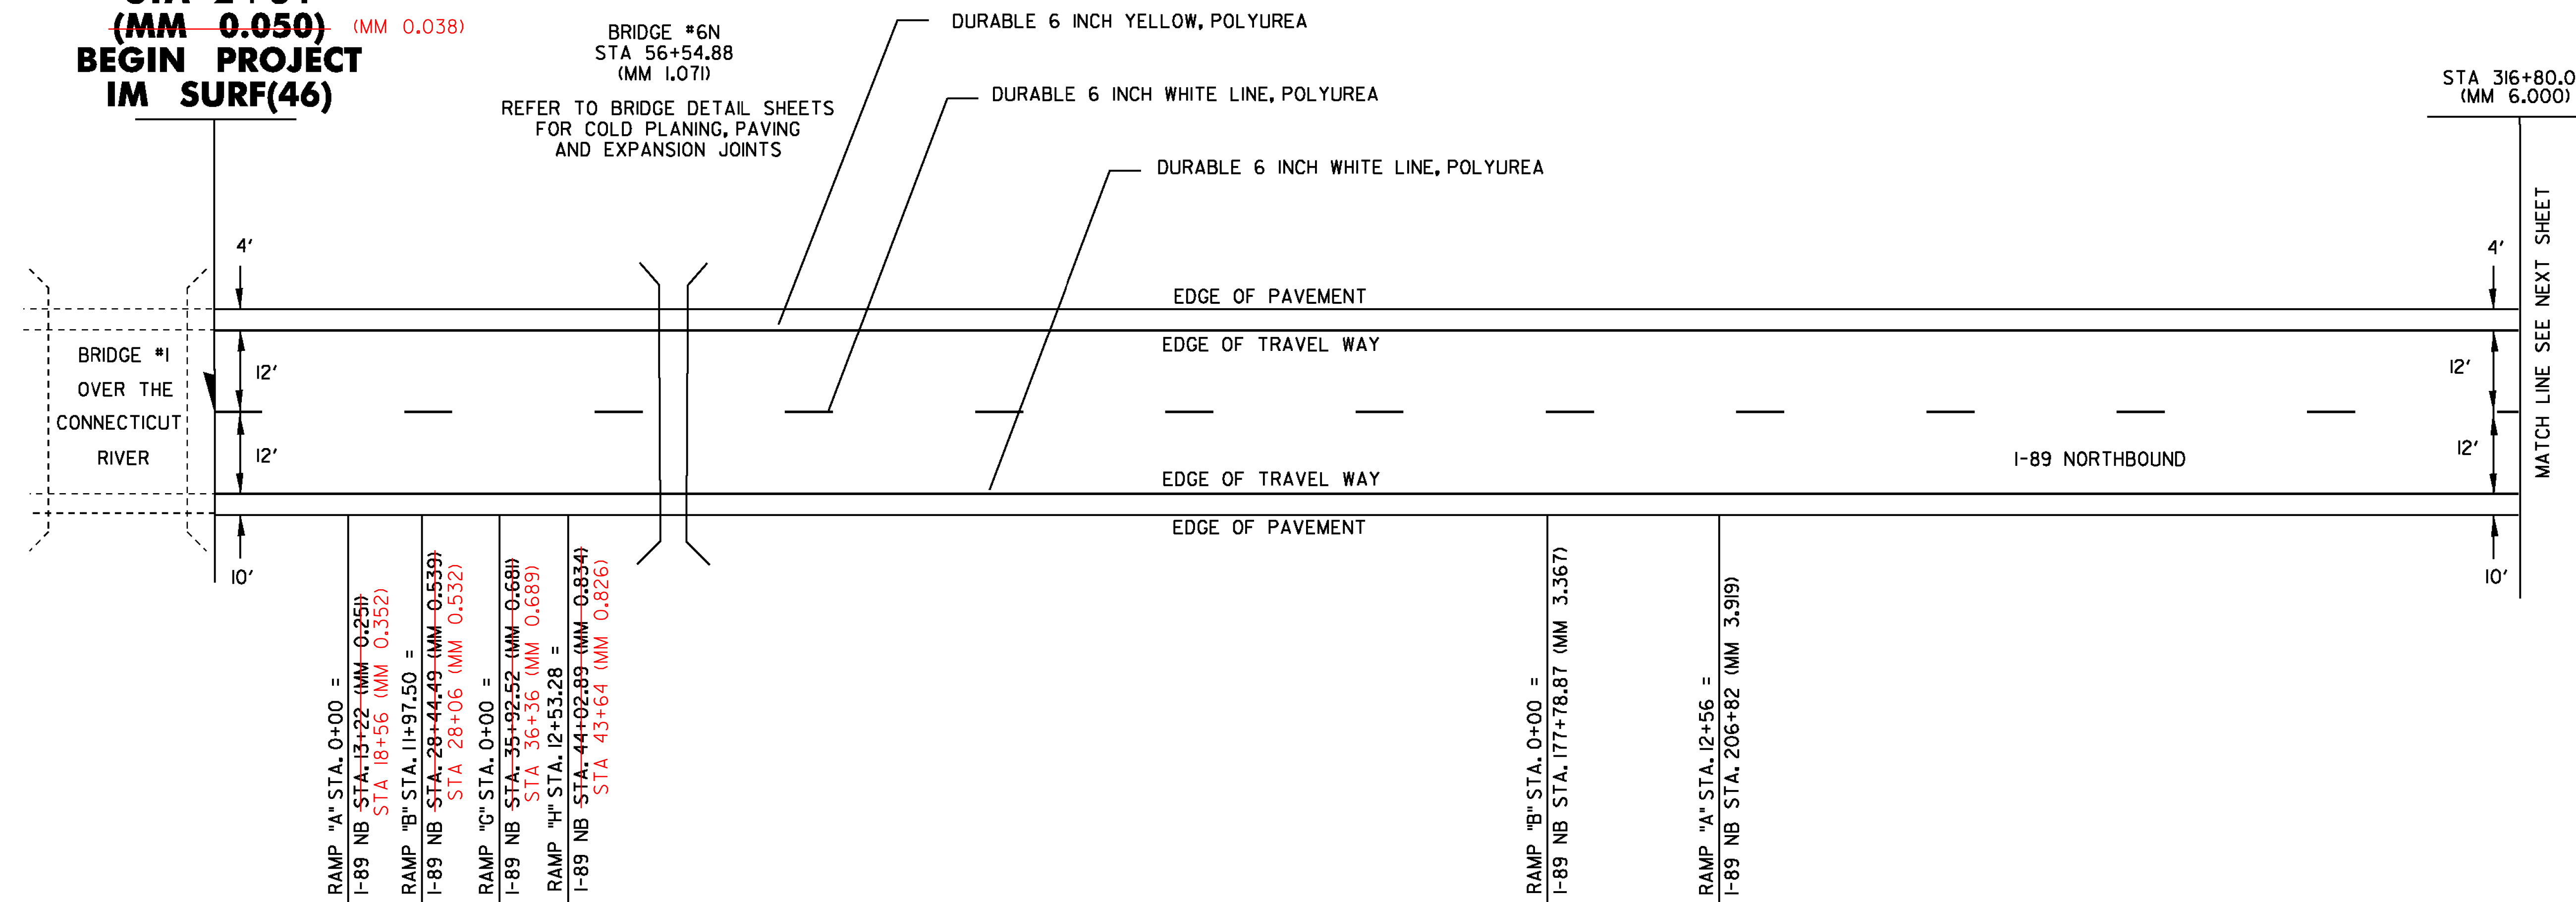 (MM 0.050) (MM 0.038)
BEGIN PROJECT
IM SURF(46)
BRIDGE #6N
STA 56+54.88
(MM 1.071)
REFER TO BRIDGE DETAIL SHEETS
FOR COLD PLANING, PAVING
AND EXPANSION JOINTS
DURABLE 6 INCH YELLOW, POLYUREA
DURABLE 6 INCH WHITE LINE, POLYUREA
DURABLE 6 INCH WHITE LINE, POLYUREA
STA 316+80.0
(MM 6.000)
MATCH LINE SEE NEXT SHEET
4'
4'
EDGE OF PAVEMENT
EDGE OF TRAVEL WAY
BRIDGE #1
OVER THE
CONNECTICUT
RIVER
12'
12'
12'
12'
I-89 NORTHBOUND
EDGE OF TRAVEL WAY
EDGE OF PAVEMENT
10'
10'
RAMP "A" STA. 0+00 =
I-89 NB STA. 13+22 (MM 0.251)
STA 18+56 (MM 0.352)
RAMP "B" STA. 11+97.50 =
I-89 NB STA. 28+44.49 (MM 0.539)
STA 28+06 (MM 0.532)
RAMP "G" STA. 0+00 =
I-89 NB STA. 35+92.52 (MM 0.681)
STA 36+36 (MM 0.689)
RAMP "H" STA. 12+53.28 =
I-89 NB STA. 44+02.89 (MM 0.834)
STA 43+64 (MM 0.826)
RAMP "B" STA. 0+00 =
I-89 NB STA. 177+78.87 (MM 3.367)
RAMP "A" STA. 12+56 =
I-89 NB STA. 206+82 (MM 3.919)